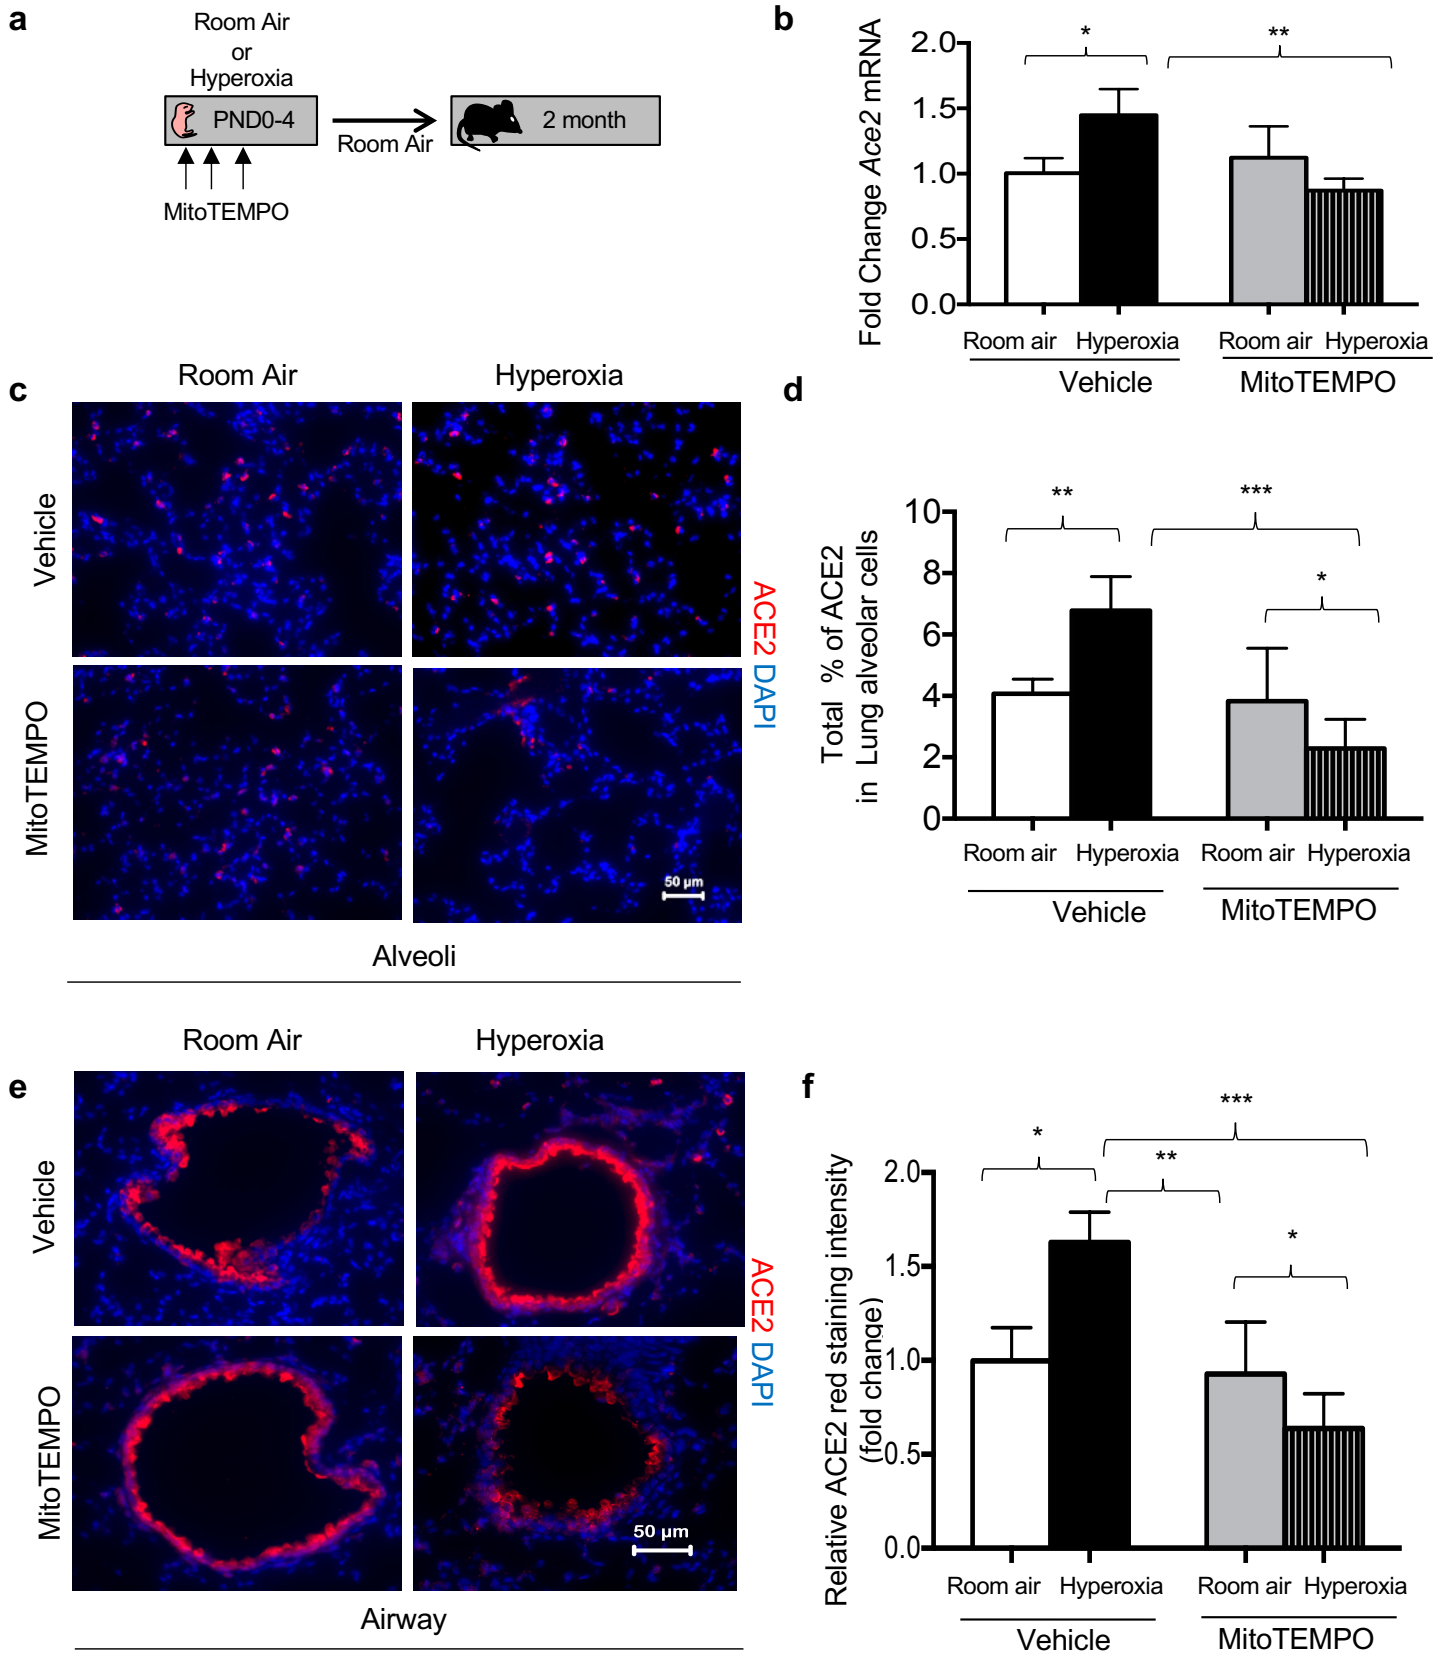 a
Room Air
or
Hyperoxia
PND0-4
Room Air
2 month
MitoTEMPO
b
Fold Change Ace2 mRNA
2.0
1.5
1.0
0.5
0.0
*
**
Room air Hyperoxia Room air Hyperoxia
Vehicle MitoTEMPO
c
Room Air Hyperoxia
Vehicle
MitoTEMPO
ACE2 DAPI
50 µm
Alveoli
d
Total % of ACE2
in Lung alveolar cells
10
8
6
4
2
0
**
***
*
Room air Hyperoxia Room air Hyperoxia
Vehicle MitoTEMPO
e
Room Air Hyperoxia
Vehicle
MitoTEMPO
ACE2 DAPI
50 µm
Airway
f
Relative ACE2 red staining intensity
(fold change)
2.0
1.5
1.0
0.5
0.0
*
***
**
*
Room air Hyperoxia Room air Hyperoxia
Vehicle MitoTEMPO